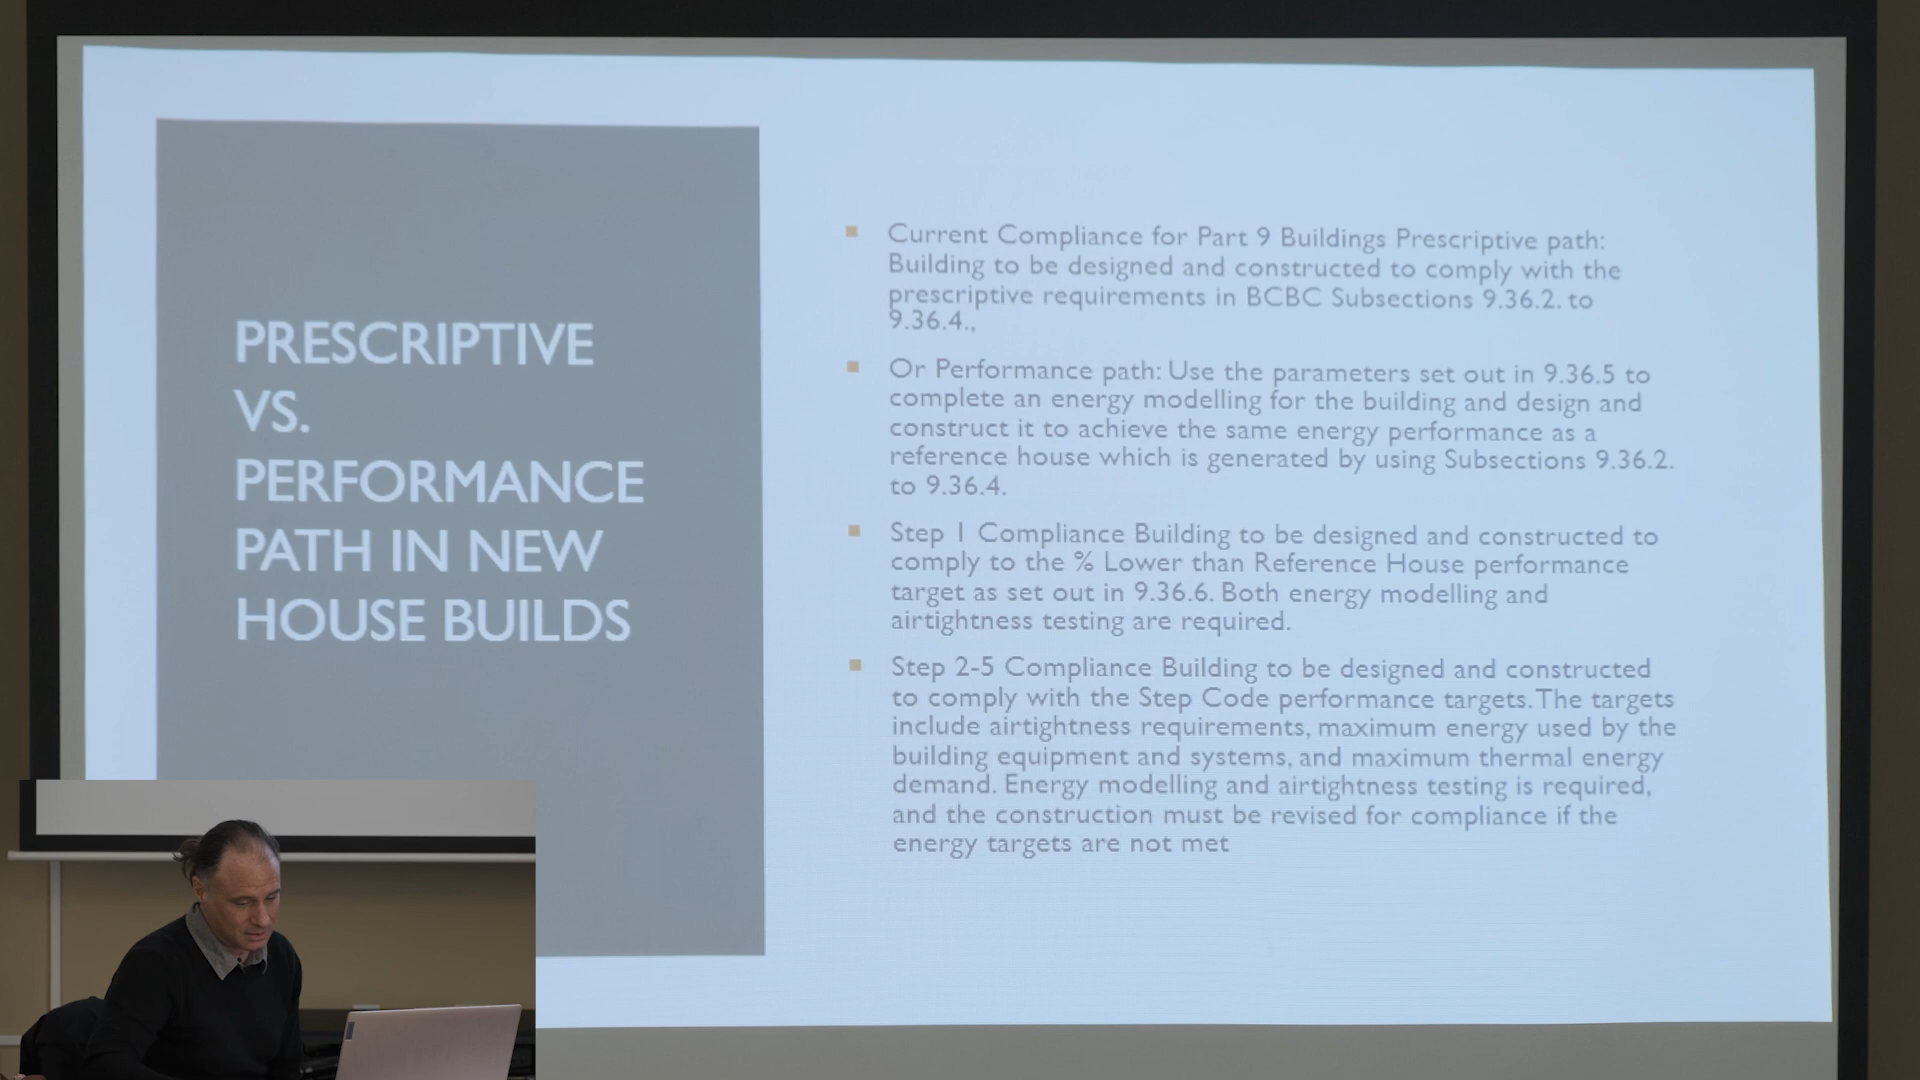 PRESCRIPTIVE
VS.
PERFORMANCE
PATH IN NEW
HOUSE BUILDS
Current Compliance for Part 9 Buildings Prescriptive path:
Building to be designed and constructed to comply with the
prescriptive requirements in BCBC Subsections 9.36.2. to
9.36.4.,
Or Performance path: Use the parameters set out in 9.36.5 to
complete an energy modelling for the building and design and
construct it to achieve the same energy performance as a
reference house which is generated by using Subsections 9.36.2.
to 9.36.4.
Step 1 Compliance Building to be designed and constructed to
comply to the % Lower than Reference House performance
target as set out in 9.36.6. Both energy modelling and
airtightness testing are required.
Step 2-5 Compliance Building to be designed and constructed
to comply with the Step Code performance targets. The targets
include airtightness requirements, maximum energy used by the
building equipment and systems, and maximum thermal energy
demand. Energy modelling and airtightness testing is required,
and the construction must be revised for compliance if the
energy targets are not met